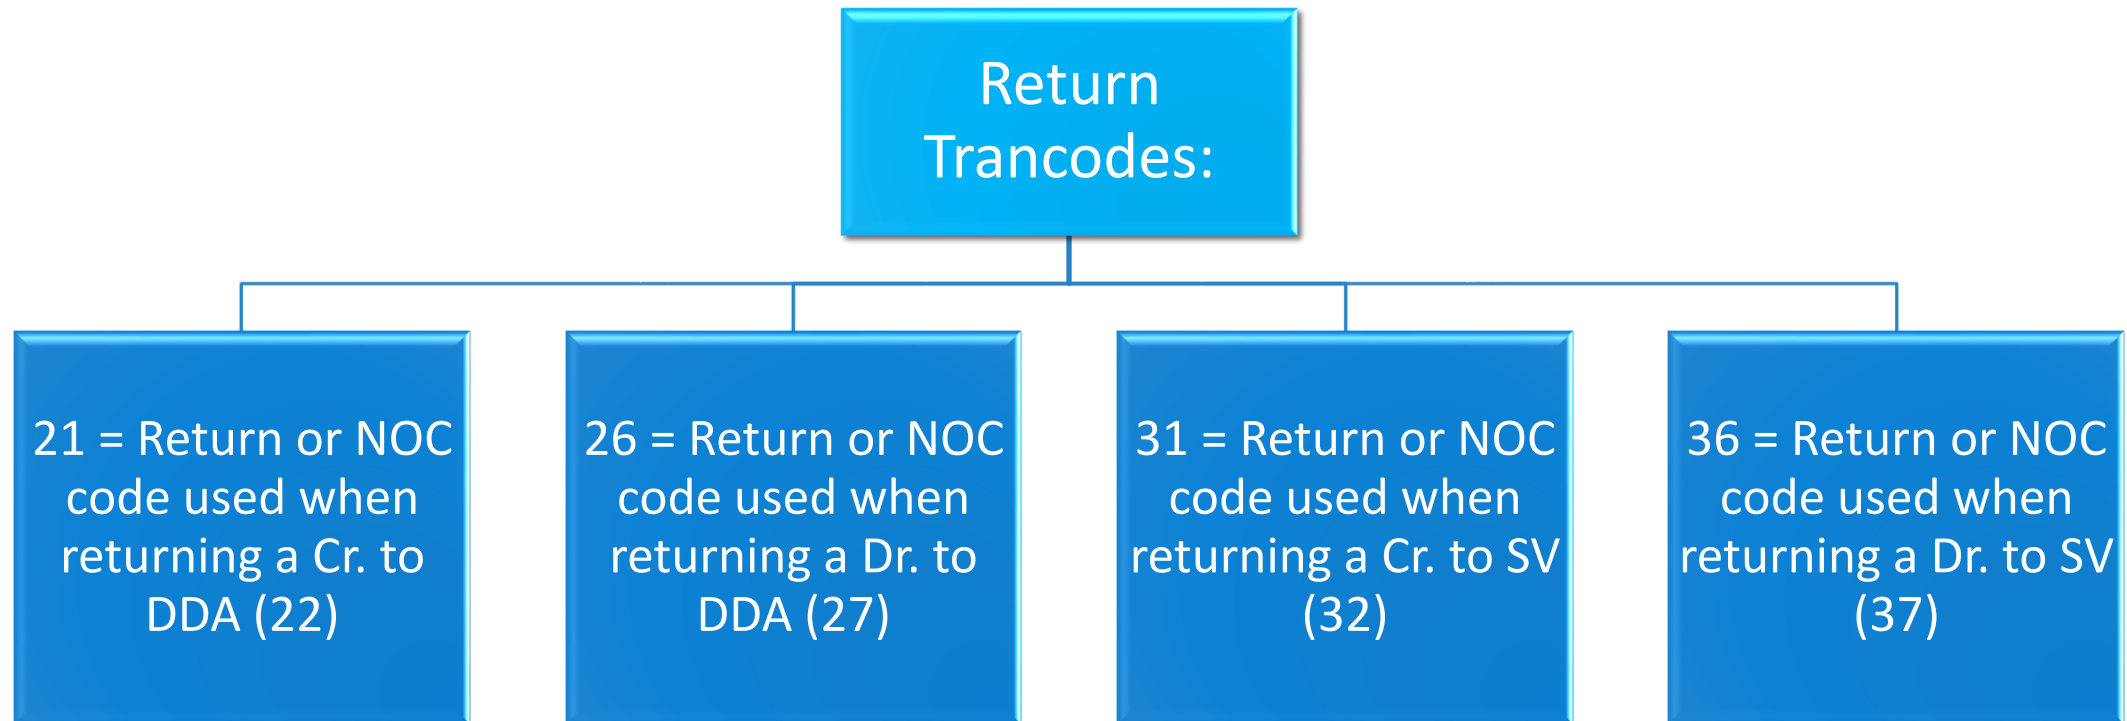 Return
Trancodes:
21 = Return or NOC
code used when
returning a Cr. to
DDA (22)
26 = Return or NOC
code used when
returning a Dr. to
DDA (27)
31 = Return or NOC
code used when
returning a Cr. to SV
(32)
36 = Return or NOC
code used when
returning a Dr. to SV
(37)